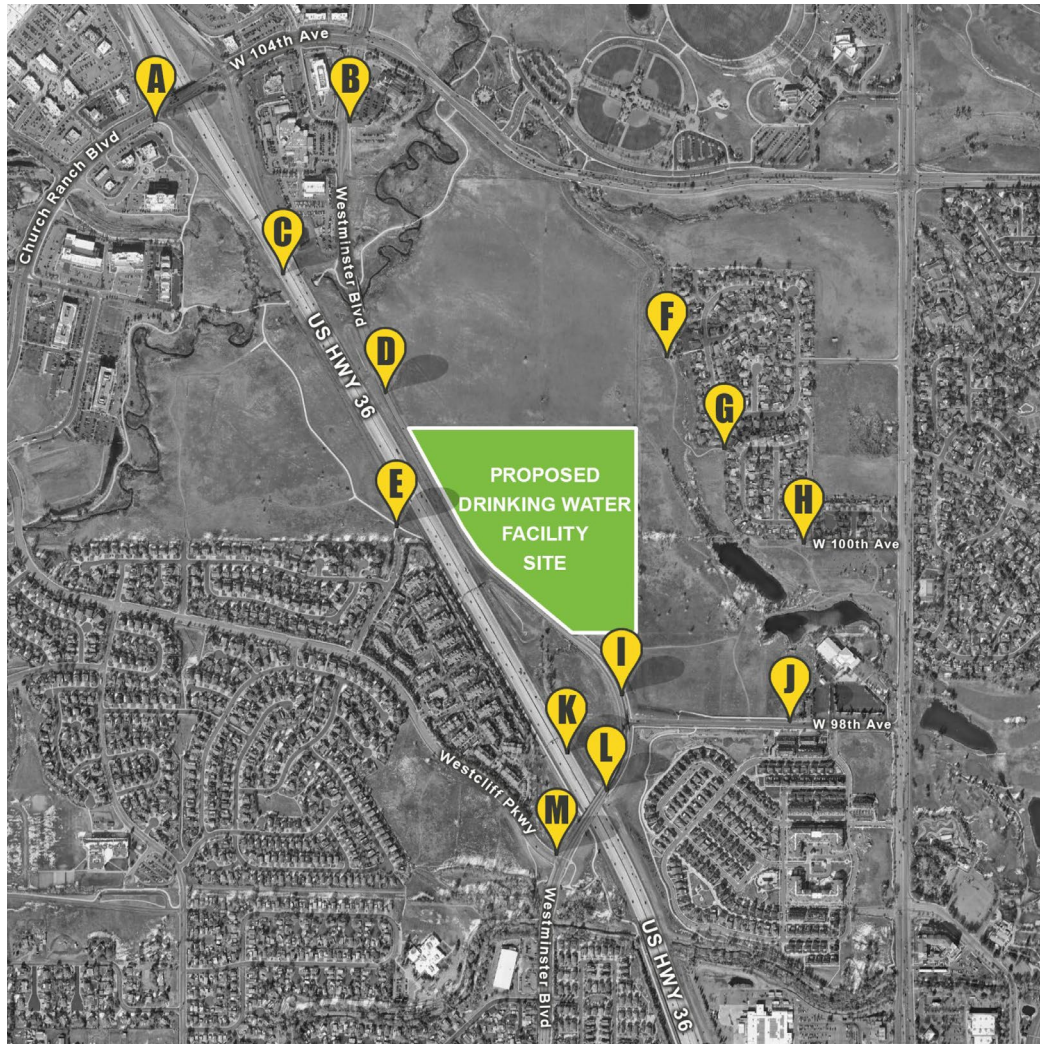 W 104th Ave
A
B
Church Ranch Blvd
Westminster Blvd
C
US HWY 36
F
D
G
PROPOSED
DRINKING WATER
FACILITY
SITE
E
H
W 100th Ave
I
J
W 98th Ave
K
L
Westcliff Pkwy
M
Westminster Blvd
US HWY 36